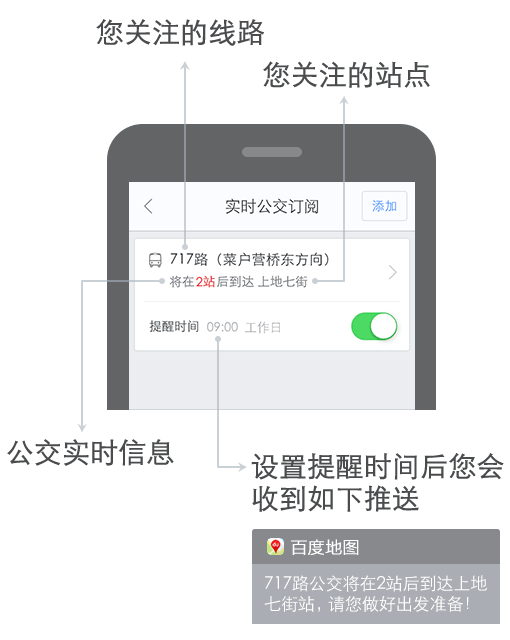 您关注的线路
您关注的站点
实时公交订阅
添加
717路（菜户营桥东方向）
将在2站后到达 上地七街
提醒时间 09:00 工作日
公交实时信息
设置提醒时间后您会
收到如下推送
百度地图
717路公交将在2站后到达上地
七街站，请您做好出发准备！